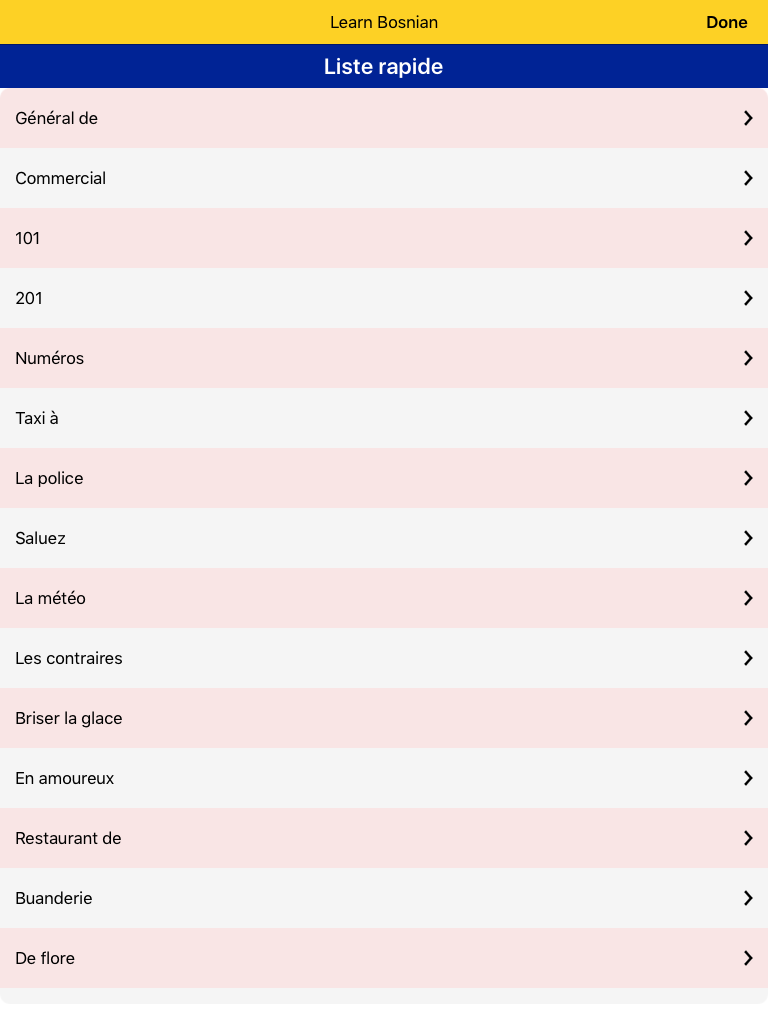 Learn Bosnian
Done
Liste rapide
Général de
Commercial
101
201
Numéros
Taxi à
La police
Saluez
La météo
Les contraires
Briser la glace
En amoureux
Restaurant de
Buanderie
De flore